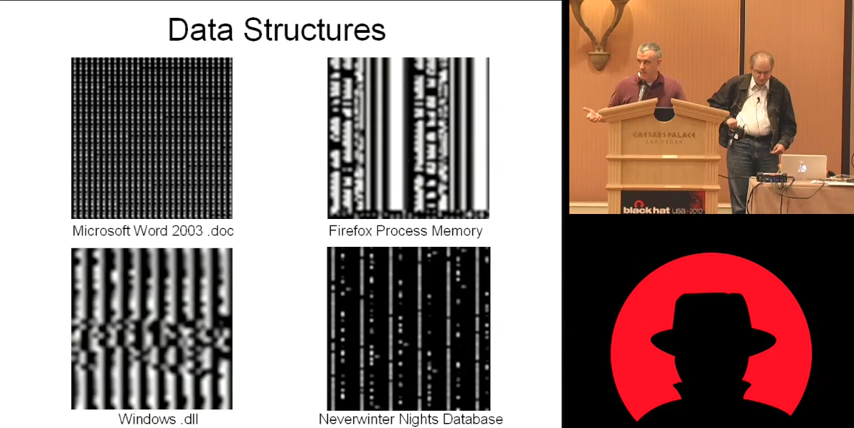 Data Structures
Microsoft Word 2003 .doc
Firefox Process Memory
Windows .dll
Neverwinter Nights Database
CAESARS PALACE
LAS VEGAS
black hat usa · 2010